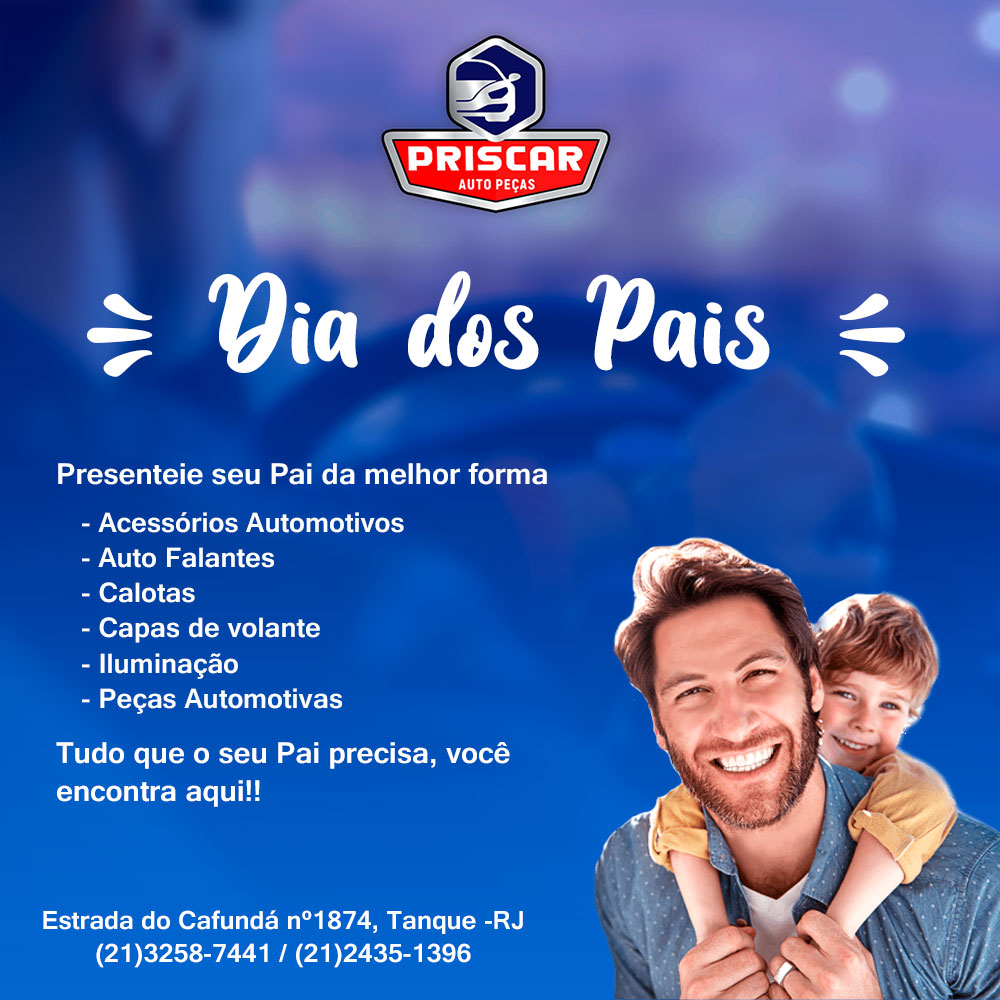 PRISCAR
AUTO PEÇAS
Dia dos Pais
Presenteie seu Pai da melhor forma
- Acessórios Automotivos
- Auto Falantes
- Calotas
- Capas de volante
- Iluminação
- Peças Automotivas
Tudo que o seu Pai precisa, você
encontra aqui!!
Estrada do Cafundá nº1874, Tanque -RJ
(21)3258-7441 / (21)2435-1396